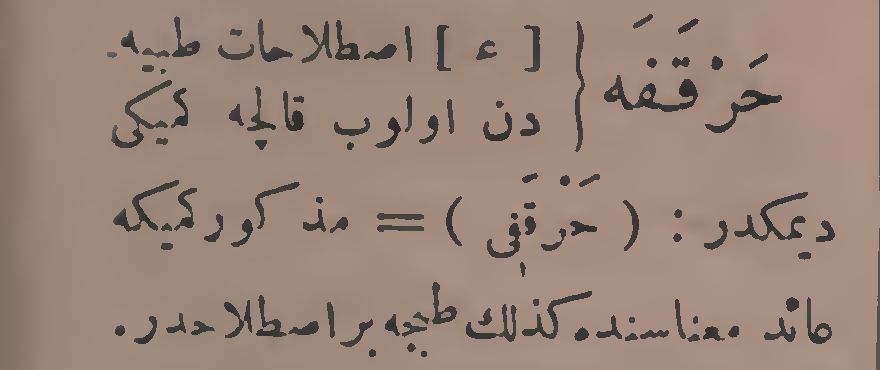 حَرْقَفَه } [ ء ] اصطلاحات طبیه‌-
دن اولوب قالچه کمیکی
دیمکدر : ( حَرْقَفِی ) = مذکور کمیکه
عائد معناسنده کذلك طبجه بر اصطلاحدر .